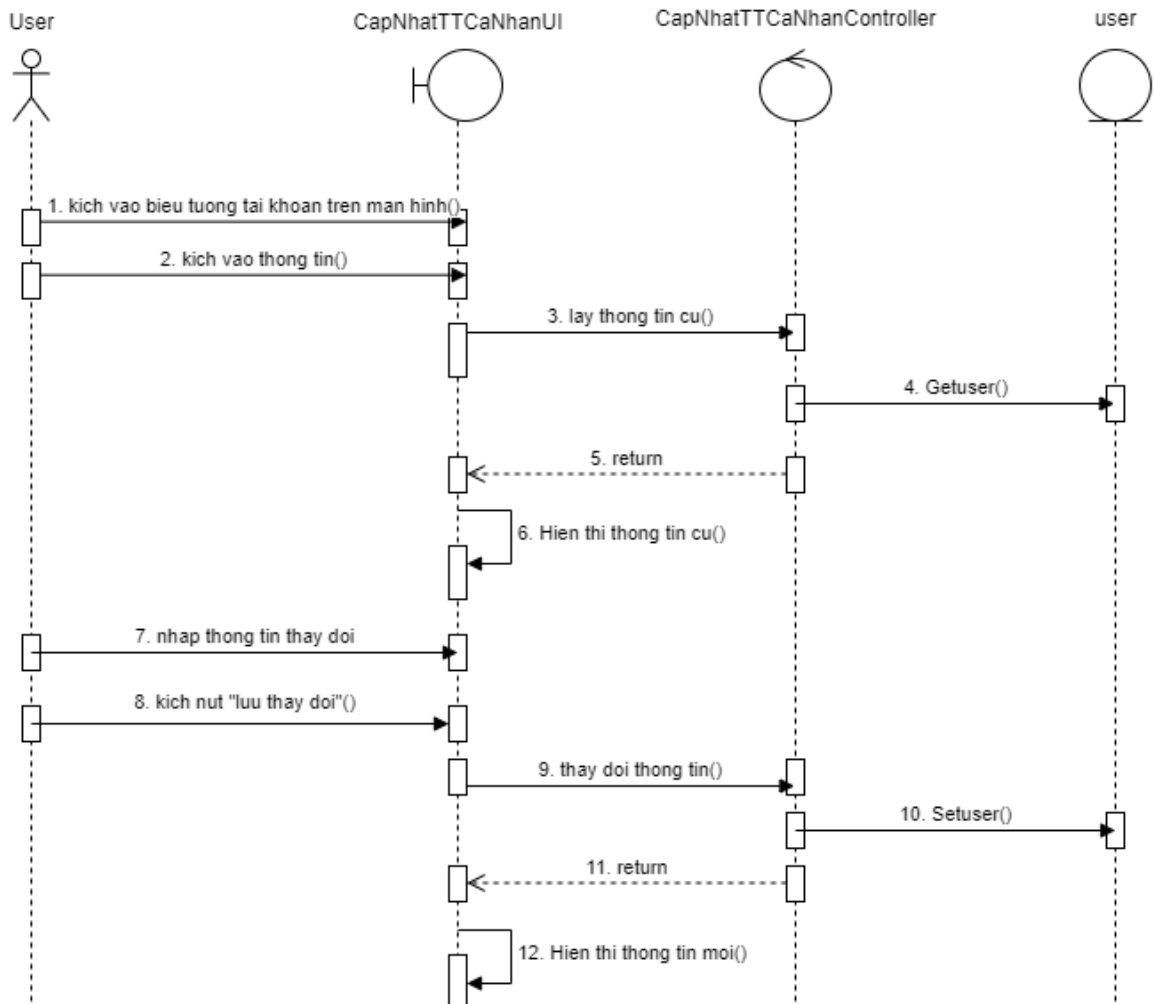 User
CapNhatTTCaNhanUI
CapNhatTTCaNhanController
user
1. kich vao bieu tuong tai khoan tren man hinh()
2. kich vao thong tin()
3. lay thong tin cu()
4. Getuser()
5. return
6. Hien thi thong tin cu()
7. nhap thong tin thay doi
8. kich nut "luu thay doi"()
9. thay doi thong tin()
10. Setuser()
11. return
12. Hien thi thong tin moi()